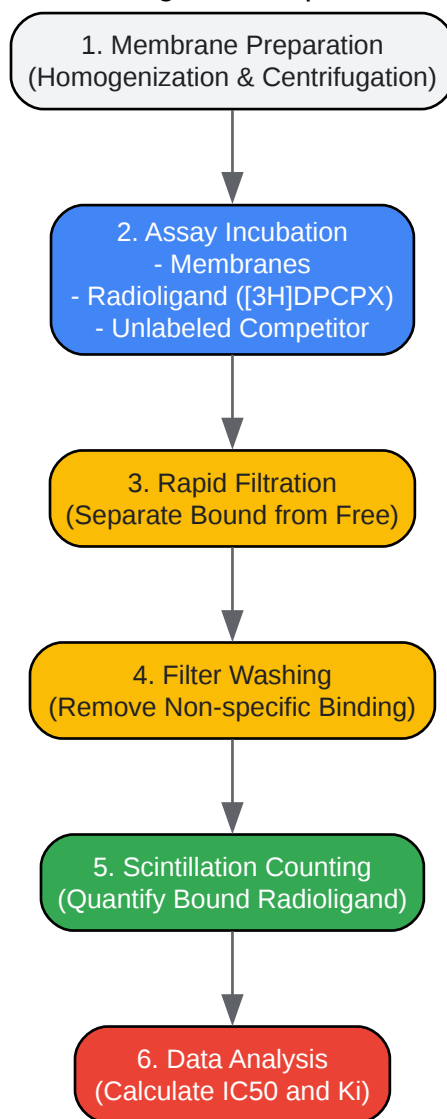 1. Membrane Preparation
(Homogenization & Centrifugation)
2. Assay Incubation
- Membranes
- Radioligand ([3H]DPCPX)
- Unlabeled Competitor
3. Rapid Filtration
(Separate Bound from Free)
4. Filter Washing
(Remove Non-specific Binding)
5. Scintillation Counting
(Quantify Bound Radioligand)
6. Data Analysis
(Calculate IC50 and Ki)